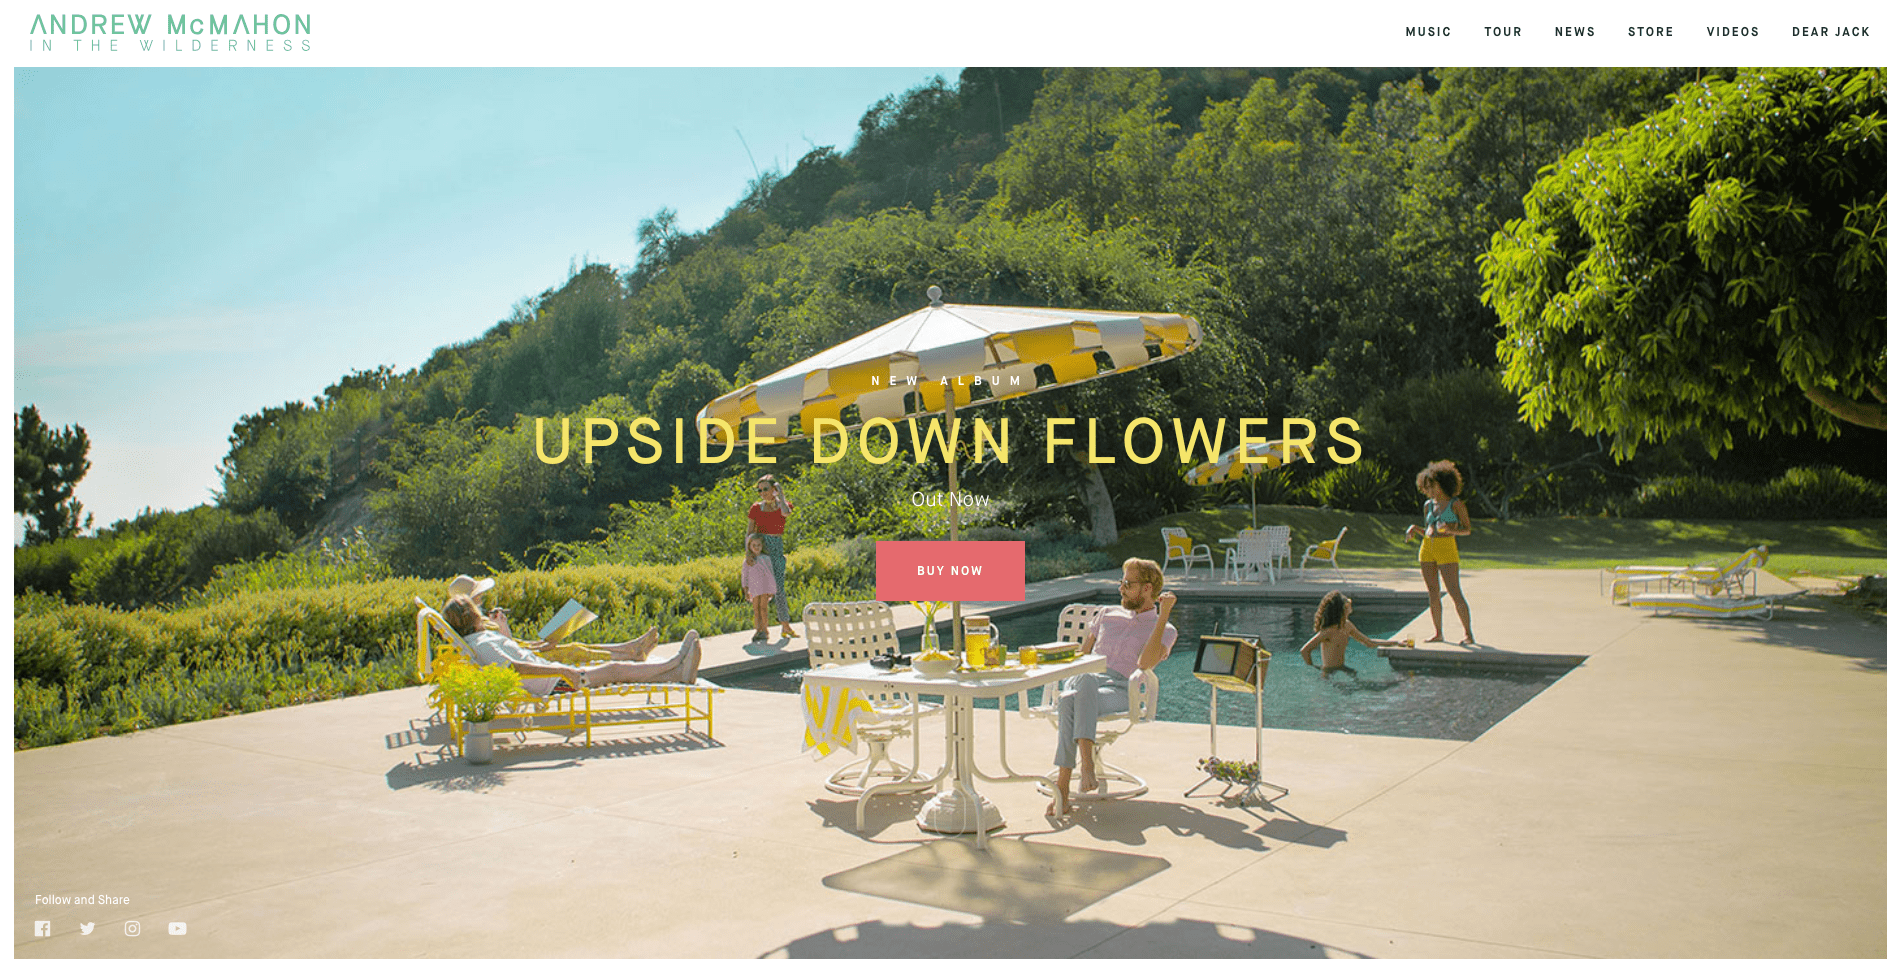 ANDREW McMAHON
IN THE WILDERNESS
MUSIC TOUR NEWS STORE VIDEOS DEAR JACK
NEW ALBUM
UPSIDE DOWN FLOWERS
Out Now
BUY NOW
Follow and Share